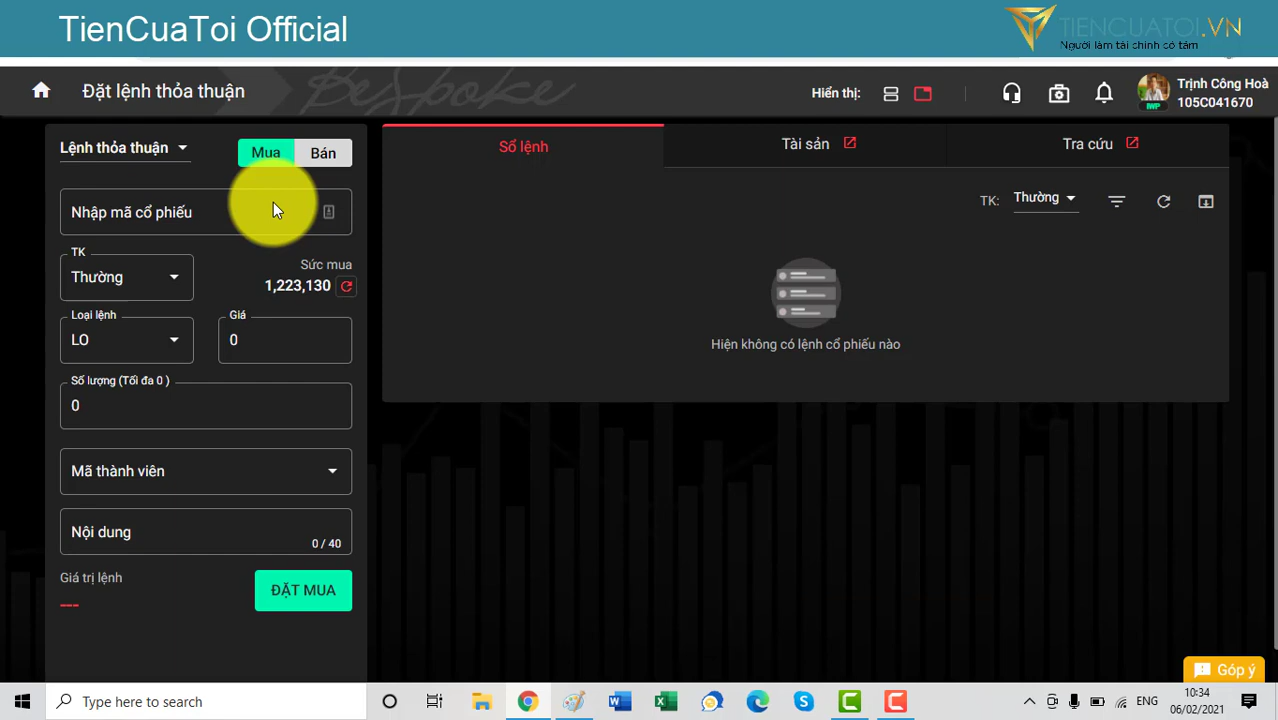 TienCuaToi Official
TIENCUATOI.VN
Người làm tài chính có tâm
Đặt lệnh thỏa thuận
Bespoke
Hiển thị:
Trịnh Công Hoà
105C041670
IWP
Lệnh thỏa thuận
Mua
Bán
Sổ lệnh
Tài sản
Tra cứu
Nhập mã cổ phiếu
TK: Thường
TK
Thường
Sức mua
1,223,130
Loại lệnh
LO
Giá
0
Hiện không có lệnh cổ phiếu nào
Số lượng (Tối đa 0 )
0
Mã thành viên
Nội dung
0 / 40
Giá trị lệnh
---
ĐẶT MUA
Góp ý
Type here to search
ENG
10:34
06/02/2021